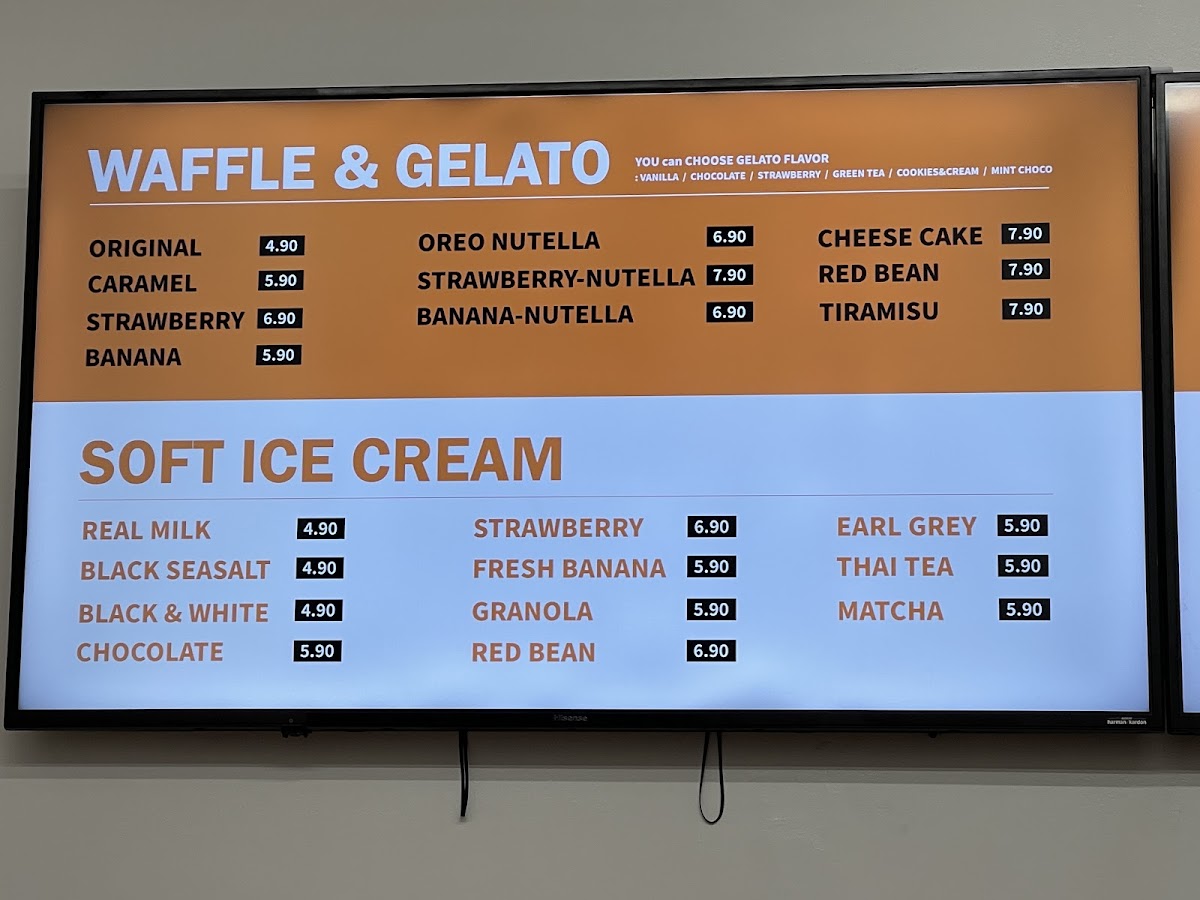 WAFFLE & GELATO
YOU can CHOOSE GELATO FLAVOR
: VANILLA / CHOCOLATE / STRAWBERRY / GREEN TEA / COOKIES&CREAM / MINT CHOCO
ORIGINAL 4.90
CARAMEL 5.90
STRAWBERRY 6.90
BANANA 5.90
OREO NUTELLA 6.90
STRAWBERRY-NUTELLA 7.90
BANANA-NUTELLA 6.90
CHEESE CAKE 7.90
RED BEAN 7.90
TIRAMISU 7.90
SOFT ICE CREAM
REAL MILK 4.90
BLACK SEASALT 4.90
BLACK & WHITE 4.90
CHOCOLATE 5.90
STRAWBERRY 6.90
FRESH BANANA 5.90
GRANOLA 5.90
RED BEAN 6.90
EARL GREY 5.90
THAI TEA 5.90
MATCHA 5.90
Hisense
harman / kardon